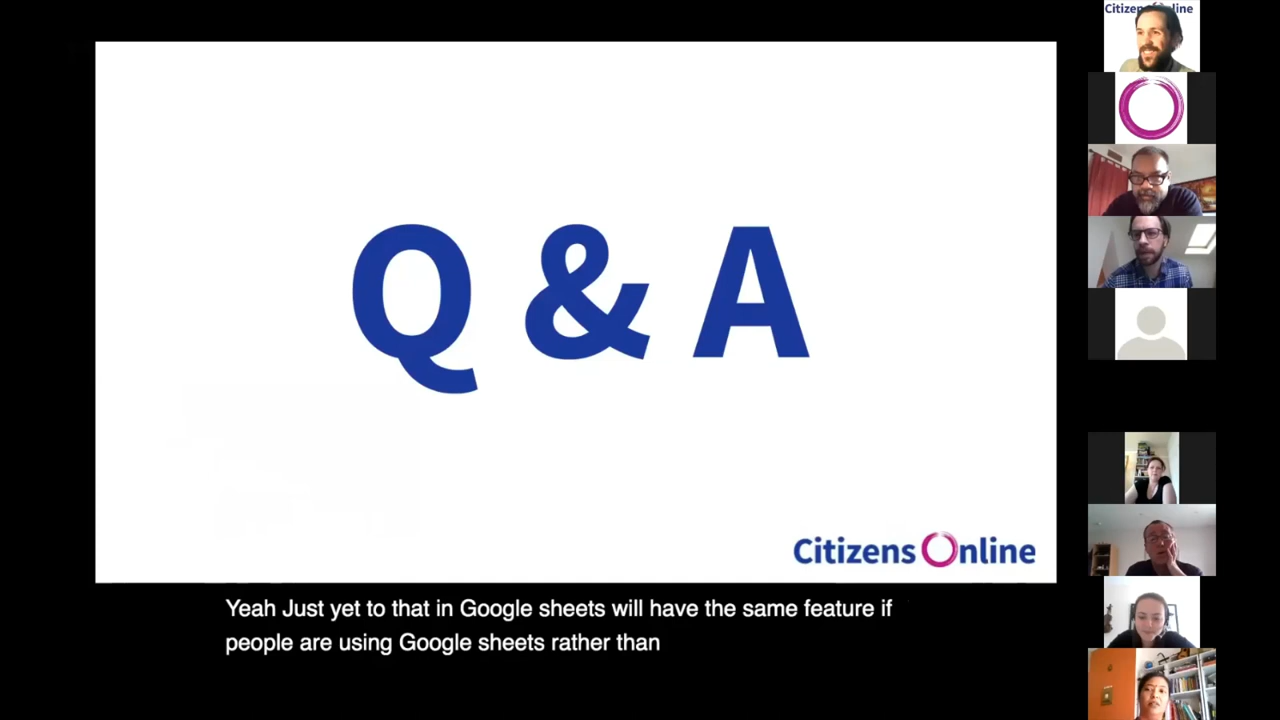 Citizens Online
Q & A
Citizens Online
Yeah Just yet to that in Google sheets will have the same feature if
people are using Google sheets rather than